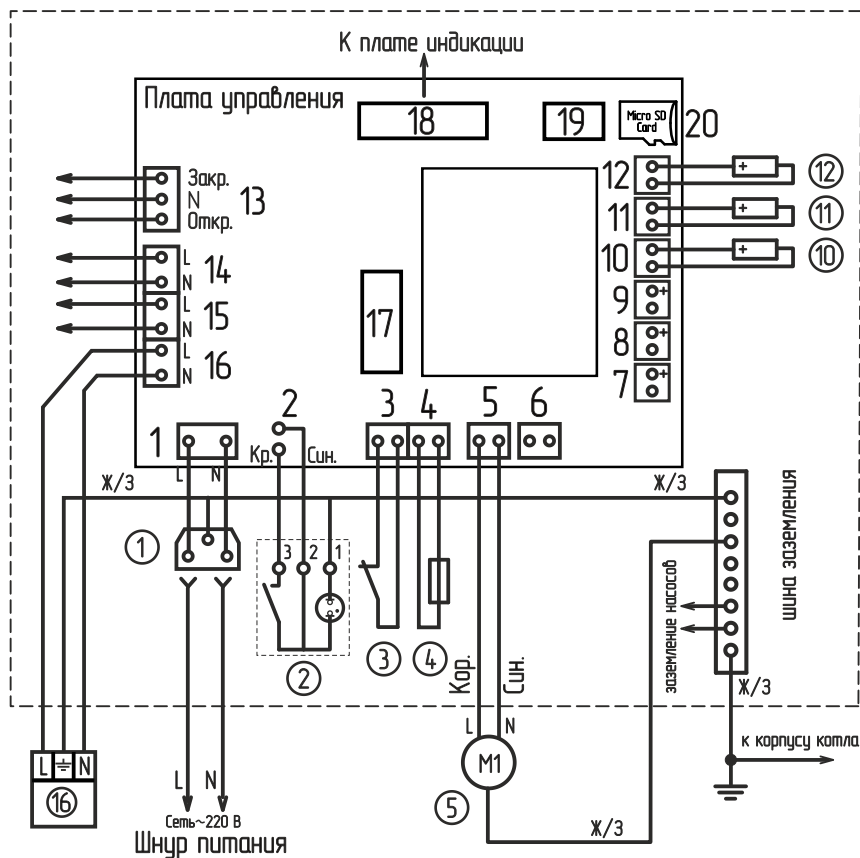 К плате индикации
Плата управления
18
19
Micro SD
Card
20
Закр.
N
Откр.
13
12
+
12
11
+
11
10
+
10
L
N
14
L
N
15
L
N
16
17
9
+
8
+
7
+
1
2
3
4
5
6
Кр.
Син.
L
N
Ж/З
Ж/З
1
3
2
1
2
3
4
Кор.
Син.
шина заземления
заземление насосов
Ж/З
L
N
М1
5
к корпусу котла
L
N
16
L
N
Сеть~220 В
Шнур питания
Ж/З